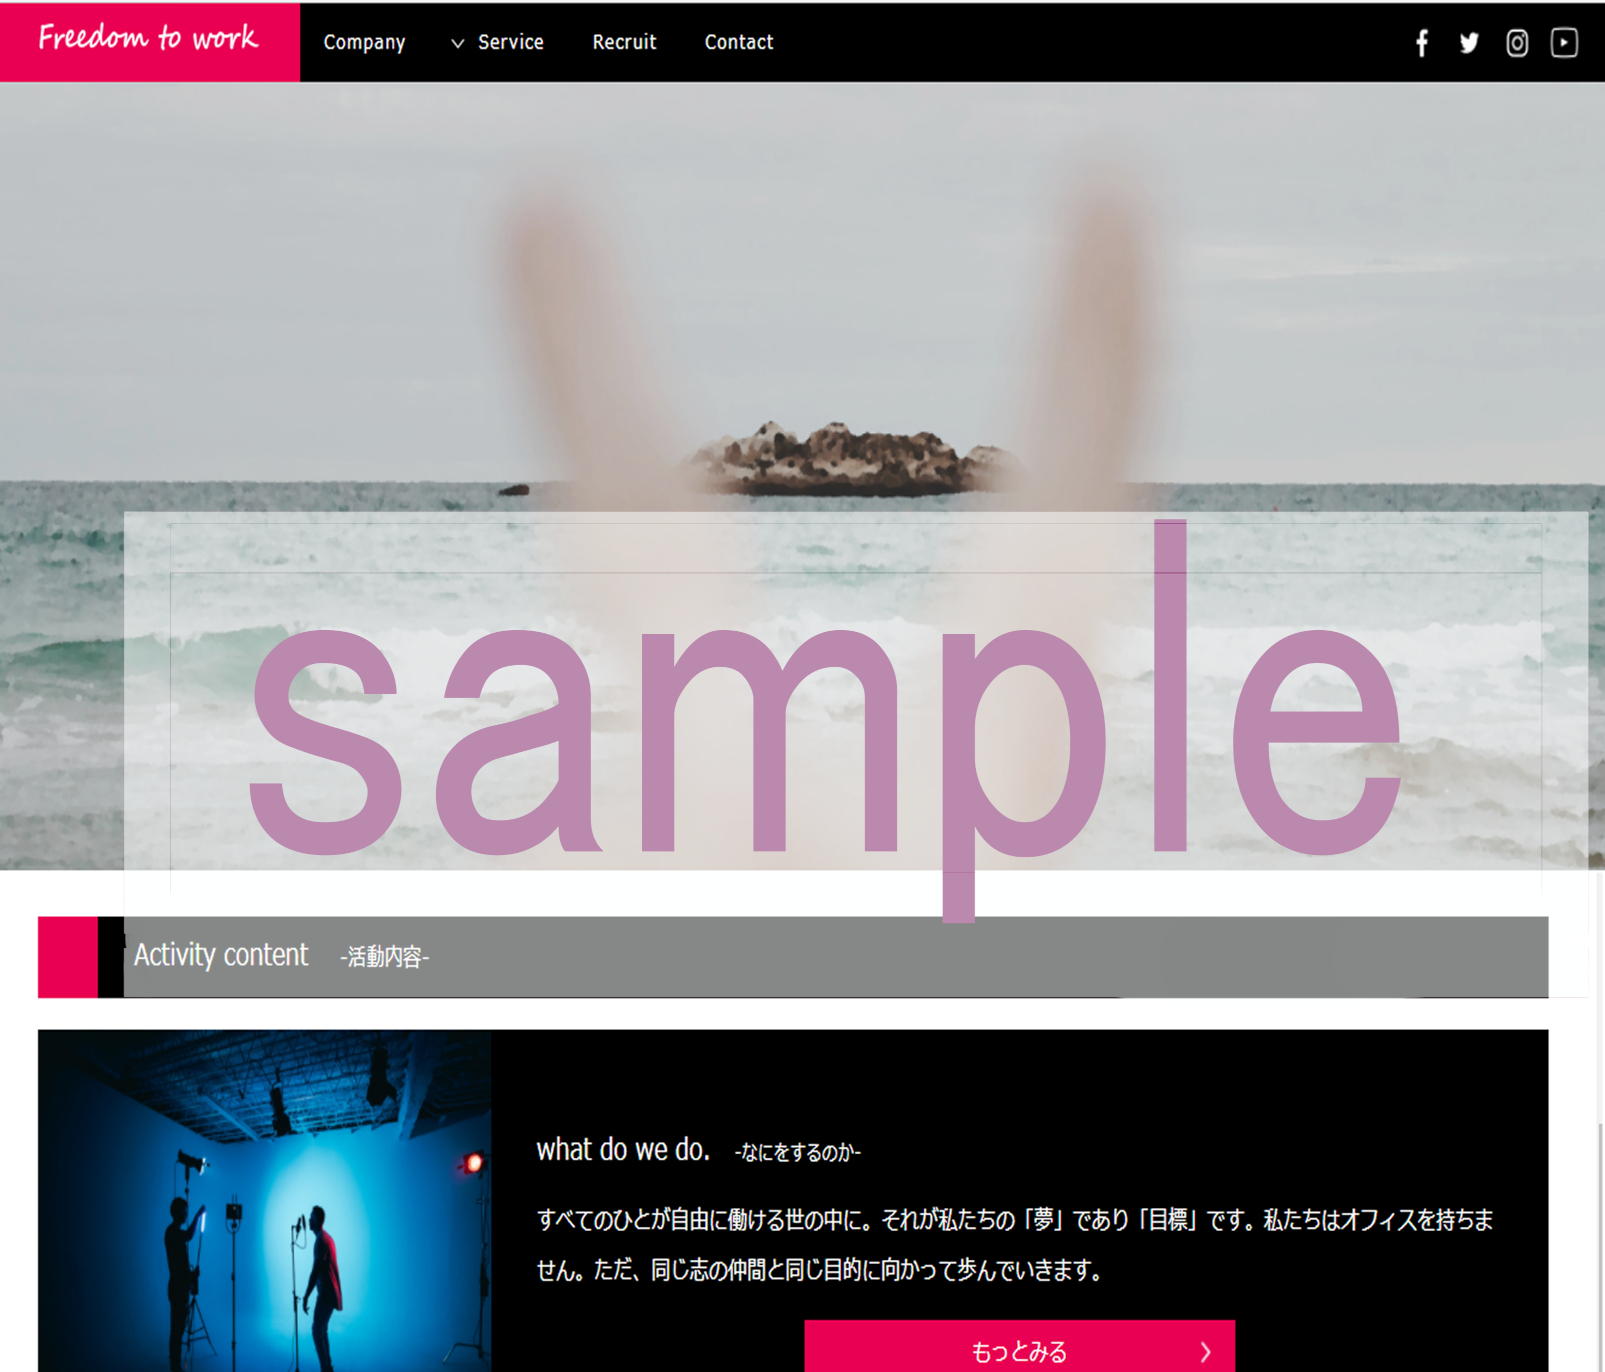 Freedom to work
Company Service Recruit Contact
sample
Activity content -活動内容-
what do we do. -なにをするのか-
すべてのひとが自由に働ける世の中に。それが私たちの「夢」であり「目標」です。私たちはオフィスを持ちま
せん。ただ、同じ志の仲間と同じ目的に向かって歩んでいきます。
もっとみる